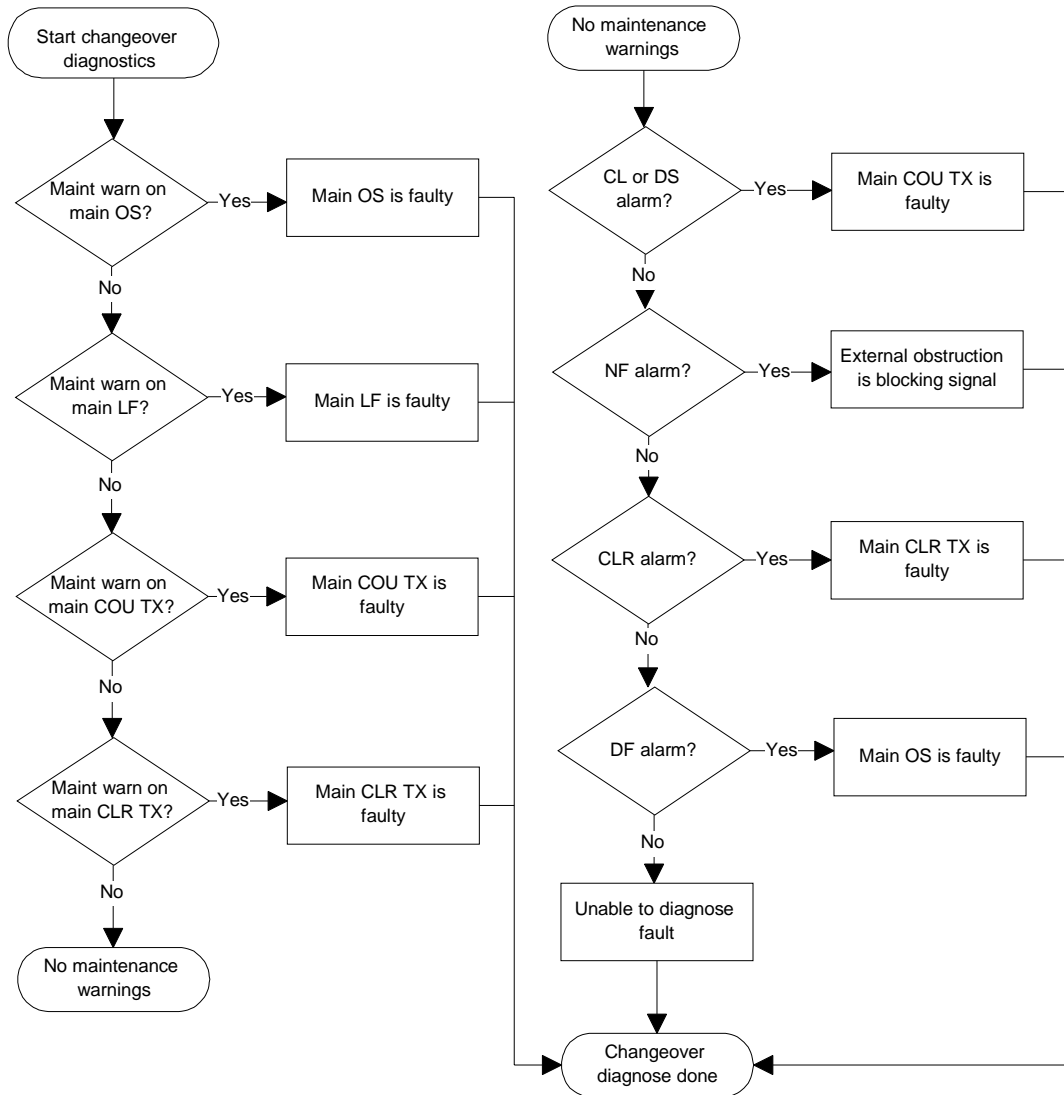 Start changeover
diagnostics
Maint warn on
main OS?
Yes
Main OS is faulty
No
Maint warn on
main LF?
Yes
Main LF is faulty
No
Maint warn on
main COU TX?
Yes
Main COU TX is
faulty
No
Maint warn on
main CLR TX?
Yes
Main CLR TX is
faulty
No
No maintenance
warnings
No maintenance
warnings
CL or DS
alarm?
Yes
Main COU TX is
faulty
No
NF alarm?
Yes
External obstruction
is blocking signal
No
CLR alarm?
Yes
Main CLR TX is
faulty
No
DF alarm?
Yes
Main OS is faulty
No
Unable to diagnose
fault
Changeover
diagnose done